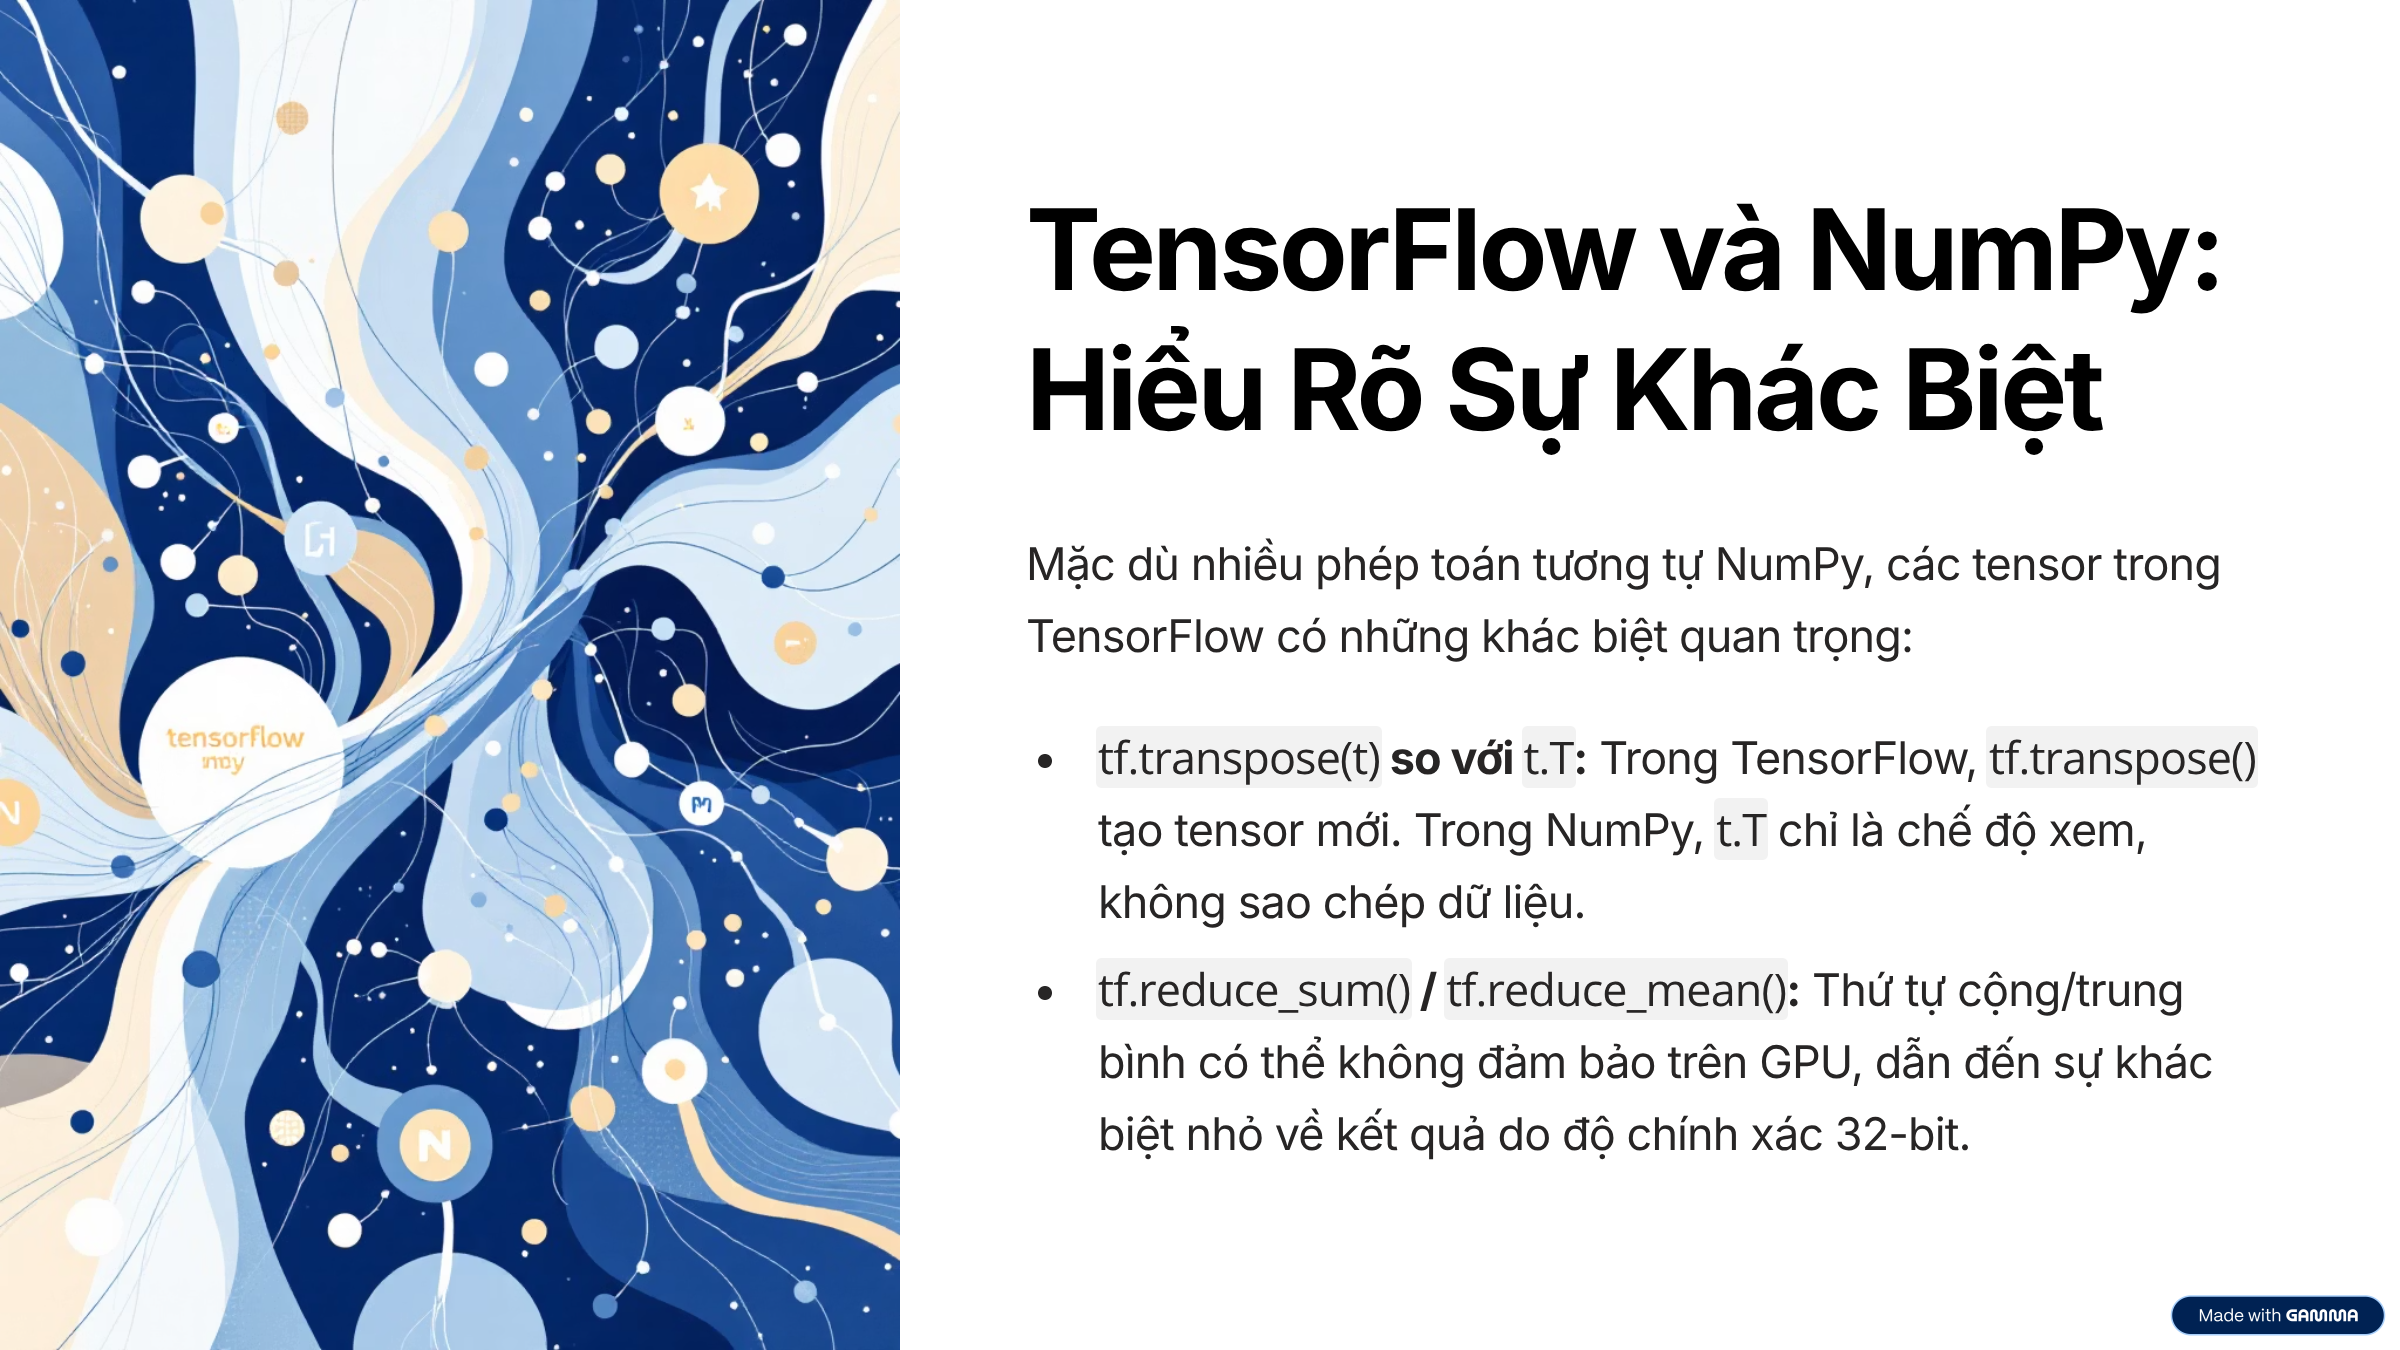 TensorFlow và NumPy:
Hiểu Rõ Sự Khác Biệt
Mặc dù nhiều phép toán tương tự NumPy, các tensor trong
TensorFlow có những khác biệt quan trọng:
tf.transpose(t) so với t.T: Trong TensorFlow, tf.transpose()
tạo tensor mới. Trong NumPy, t.T chỉ là chế độ xem,
không sao chép dữ liệu.
tf.reduce_sum() / tf.reduce_mean(): Thứ tự cộng/trung
bình có thể không đảm bảo trên GPU, dẫn đến sự khác
biệt nhỏ về kết quả do độ chính xác 32-bit.
tensorflow
N
N
Made with GAMMA